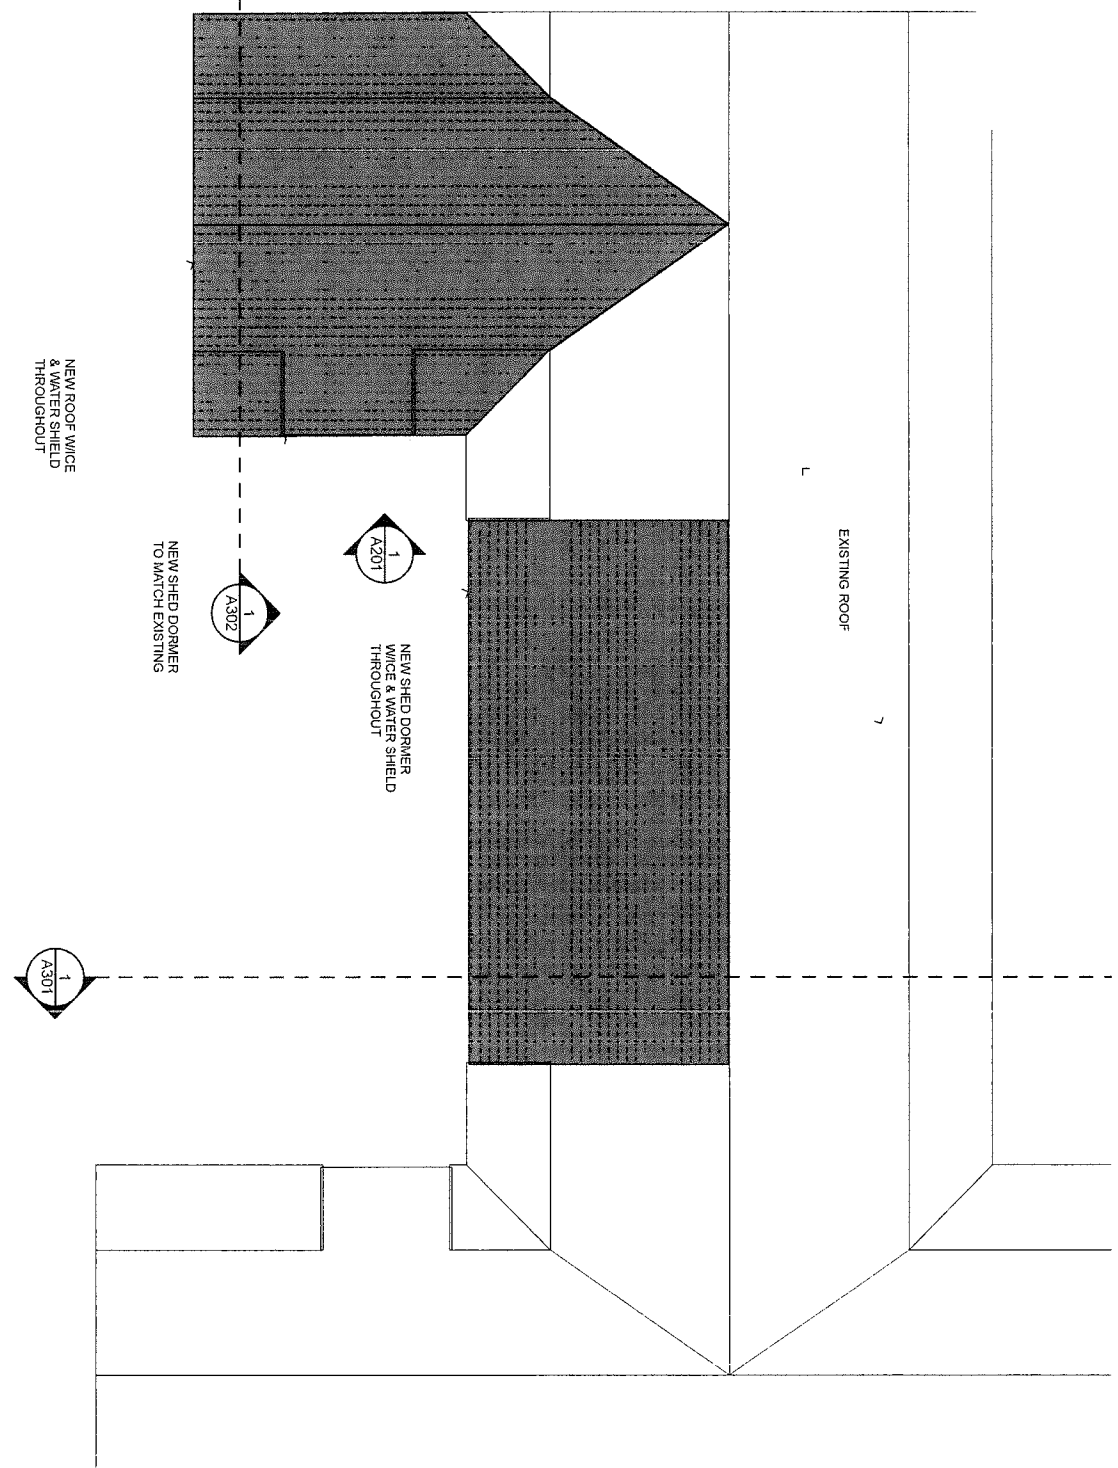 EXISTING ROOF
NEW SHED DORMER
W/ICE & WATER SHIELD
THROUGHOUT
1
A201
1
A302
NEW SHED DORMER
TO MATCH EXISTING
NEW ROOF W/ICE
& WATER SHIELD
THROUGHOUT
1
A301